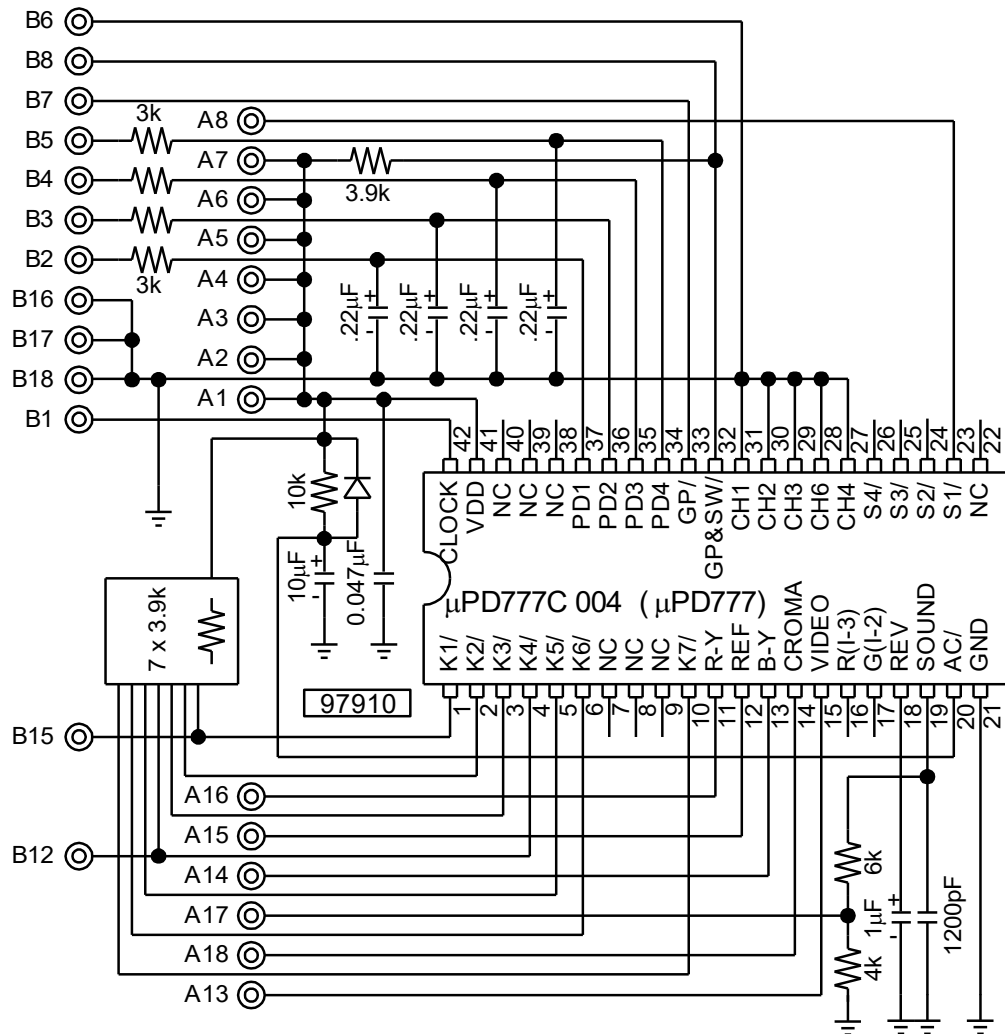 B6
B8
B7
3k
A8
B5
A7
B4
3.9k
A6
B3
A5
B2
3k
A4
B16
.22μF
+
-
.22μF
+
-
.22μF
+
-
.22μF
+
-
A3
B17
A2
B18
A1
B1
42
41
40
39
38
37
36
35
34
33
32
31
30
29
28
27
26
25
24
23
22
CLOCK
VDD
NC
NC
NC
PD1
PD2
PD3
PD4
GP/
GP&SW/
CH1
CH2
CH3
CH6
CH4
S4/
S3/
S2/
S1/
NC
10k
10μF
+
-
0.047μF
7 x 3.9k
μPD777C 004 ( μPD777)
K1/
K2/
K3/
K4/
K5/
K6/
NC
NC
NC
K7/
R-Y
REF
B-Y
CROMA
VIDEO
R(I-3)
G(I-2)
REV
SOUND
AC/
GND
97910
1
2
3
4
5
6
7
8
9
10
11
12
13
14
15
16
17
18
19
20
21
B15
A16
A15
B12
A14
6k
A17
1μF
+
-
1200pF
A18
4k
A13